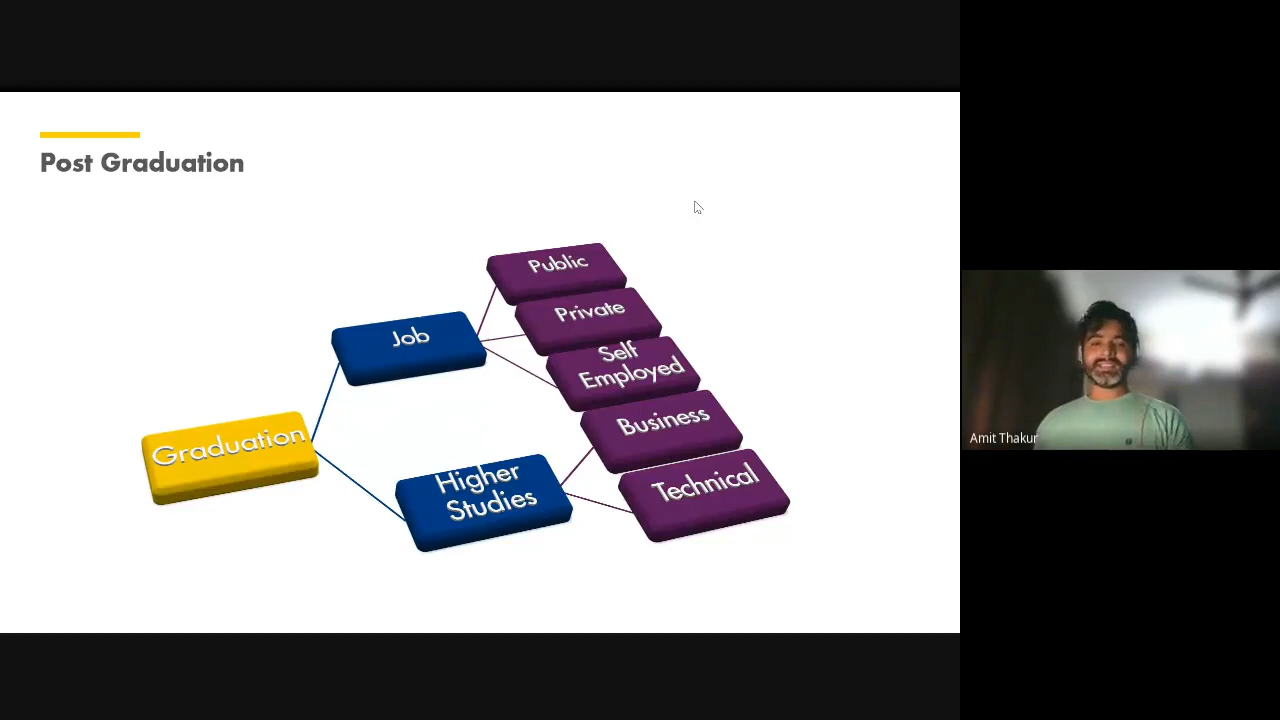 Post Graduation
Public
Private
Job
Self
Employed
Business
Graduation
Higher
Studies
Technical
Amit Thakur